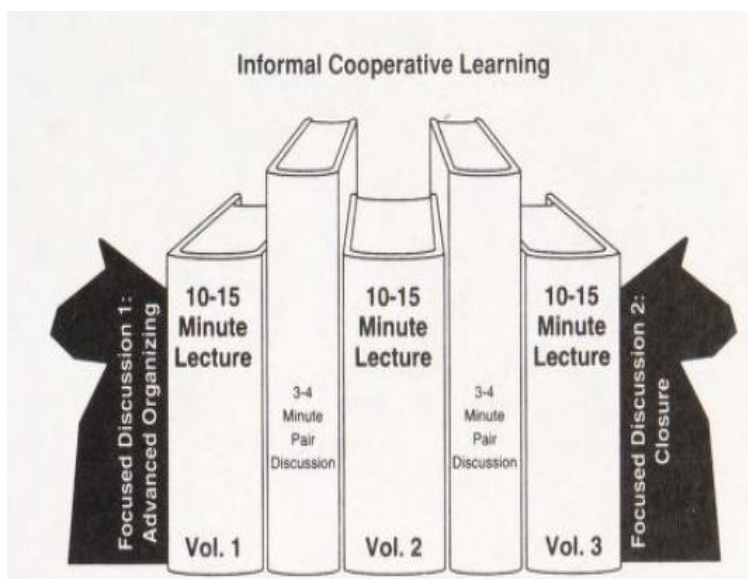 Informal Cooperative Learning
Focused Discussion 1:
Advanced Organizing
10-15
Minute
Lecture
Vol. 1
3-4
Minute
Pair
Discussion
10-15
Minute
Lecture
Vol. 2
3-4
Minute
Pair
Discussion
10-15
Minute
Lecture
Vol. 3
Focused Discussion 2:
Closure